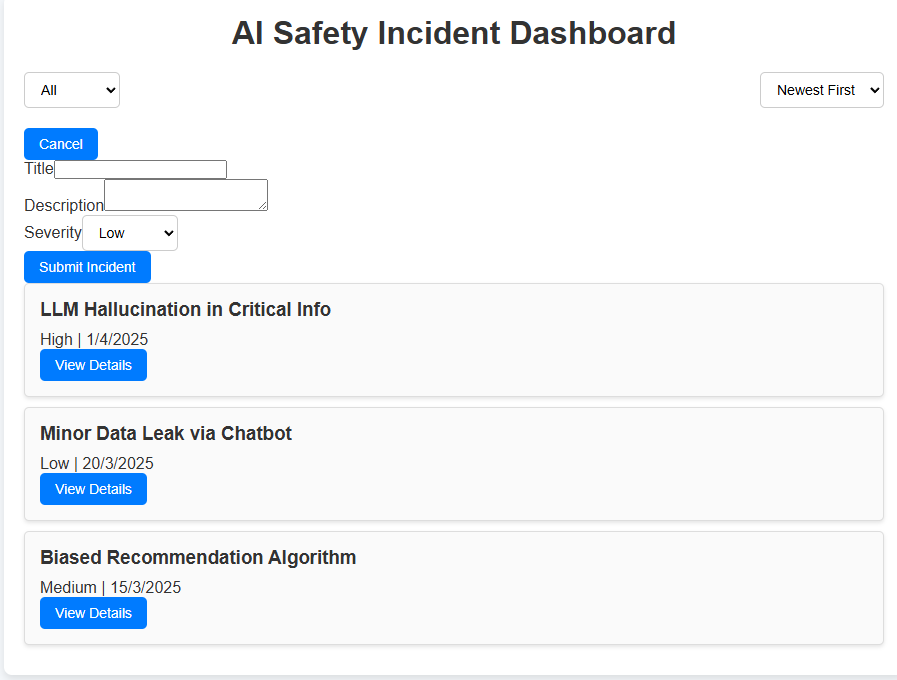 AI Safety Incident Dashboard
All Newest First
Cancel
Title
Description
Severity Low
Submit Incident
LLM Hallucination in Critical Info
High | 1/4/2025
View Details
Minor Data Leak via Chatbot
Low | 20/3/2025
View Details
Biased Recommendation Algorithm
Medium | 15/3/2025
View Details